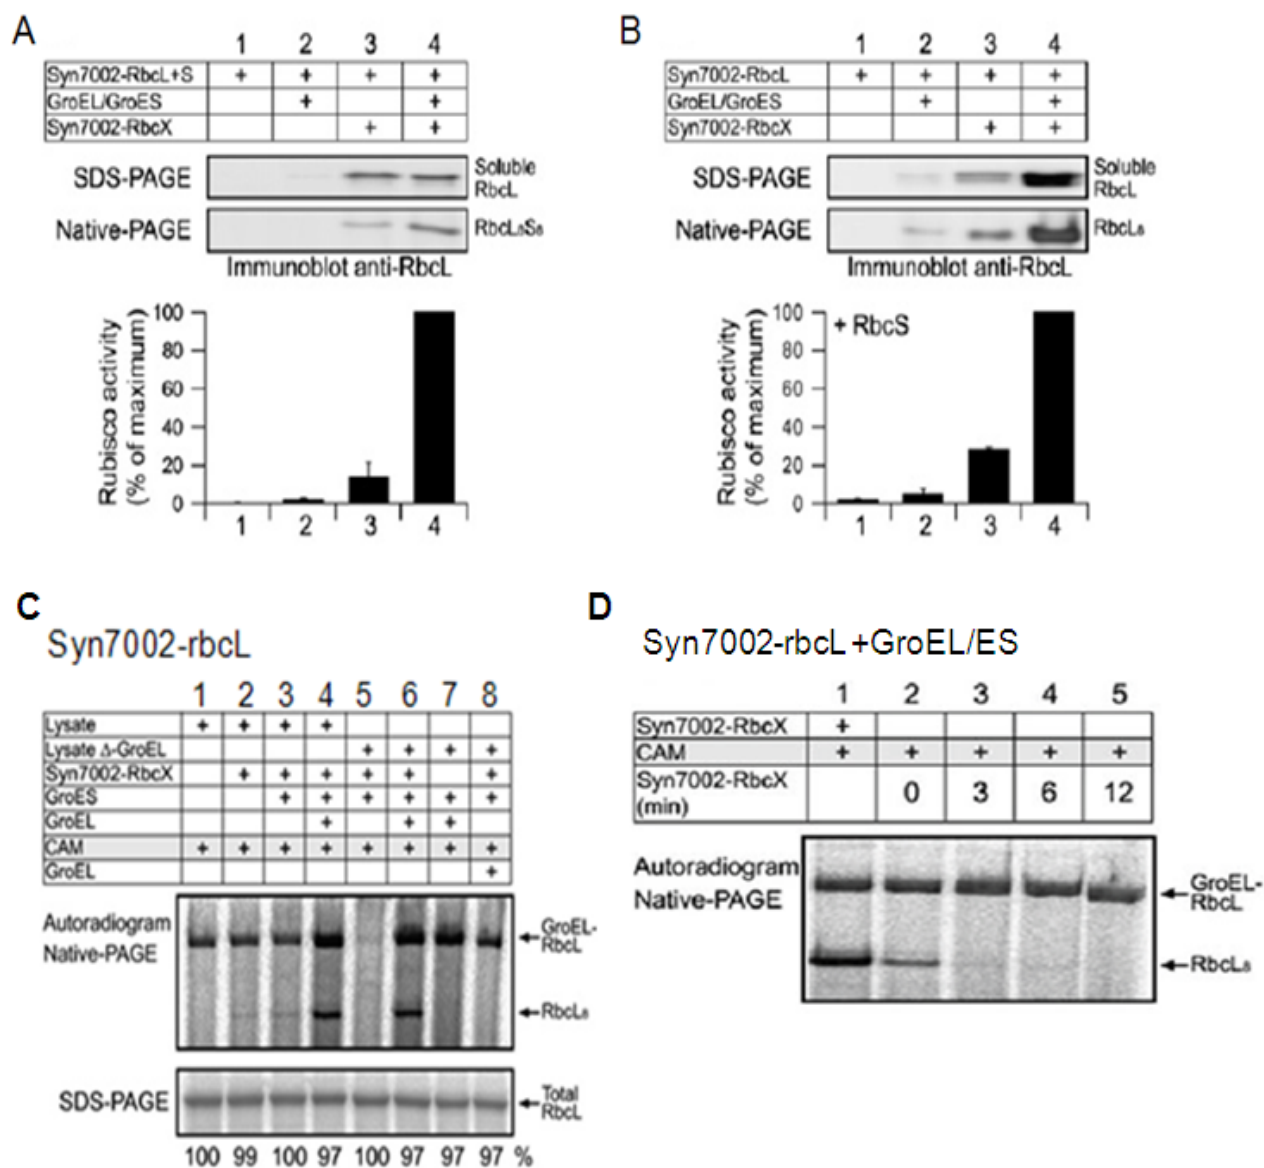 A
1 2 3 4
Syn7002-RbcL+S + + + +
GroEL/GroES + +
Syn7002-RbcX + +
SDS-PAGE
Soluble
RbcL
Native-PAGE
RbcL₈S₈
Immunoblot anti-RbcL
Rubisco activity
(% of maximum)
100
80
60
40
20
0
1 2 3 4
B
1 2 3 4
Syn7002-RbcL + + + +
GroEL/GroES + +
Syn7002-RbcX + +
SDS-PAGE
Soluble
RbcL
Native-PAGE
RbcL₈
Immunoblot anti-RbcL
Rubisco activity
(% of maximum)
100
80
60
40
20
0
+ RbcS
1 2 3 4
C
Syn7002-rbcL
1 2 3 4 5 6 7 8
Lysate + + + +
Lysate Δ-GroEL + + + +
Syn7002-RbcX + + + + + +
GroES + + + + + +
GroEL + + +
CAM + + + + + + + +
GroEL +
Autoradiogram
Native-PAGE
GroEL-
RbcL
RbcL₈
SDS-PAGE
Total
RbcL
100 99 100 97 100 97 97 97 %
D
Syn7002-rbcL+GroEL/ES
1 2 3 4 5
Syn7002-RbcX +
CAM + + + + +
Syn7002-RbcX
(min)
0 3 6 12
Autoradiogram
Native-PAGE
GroEL-
RbcL
RbcL₈